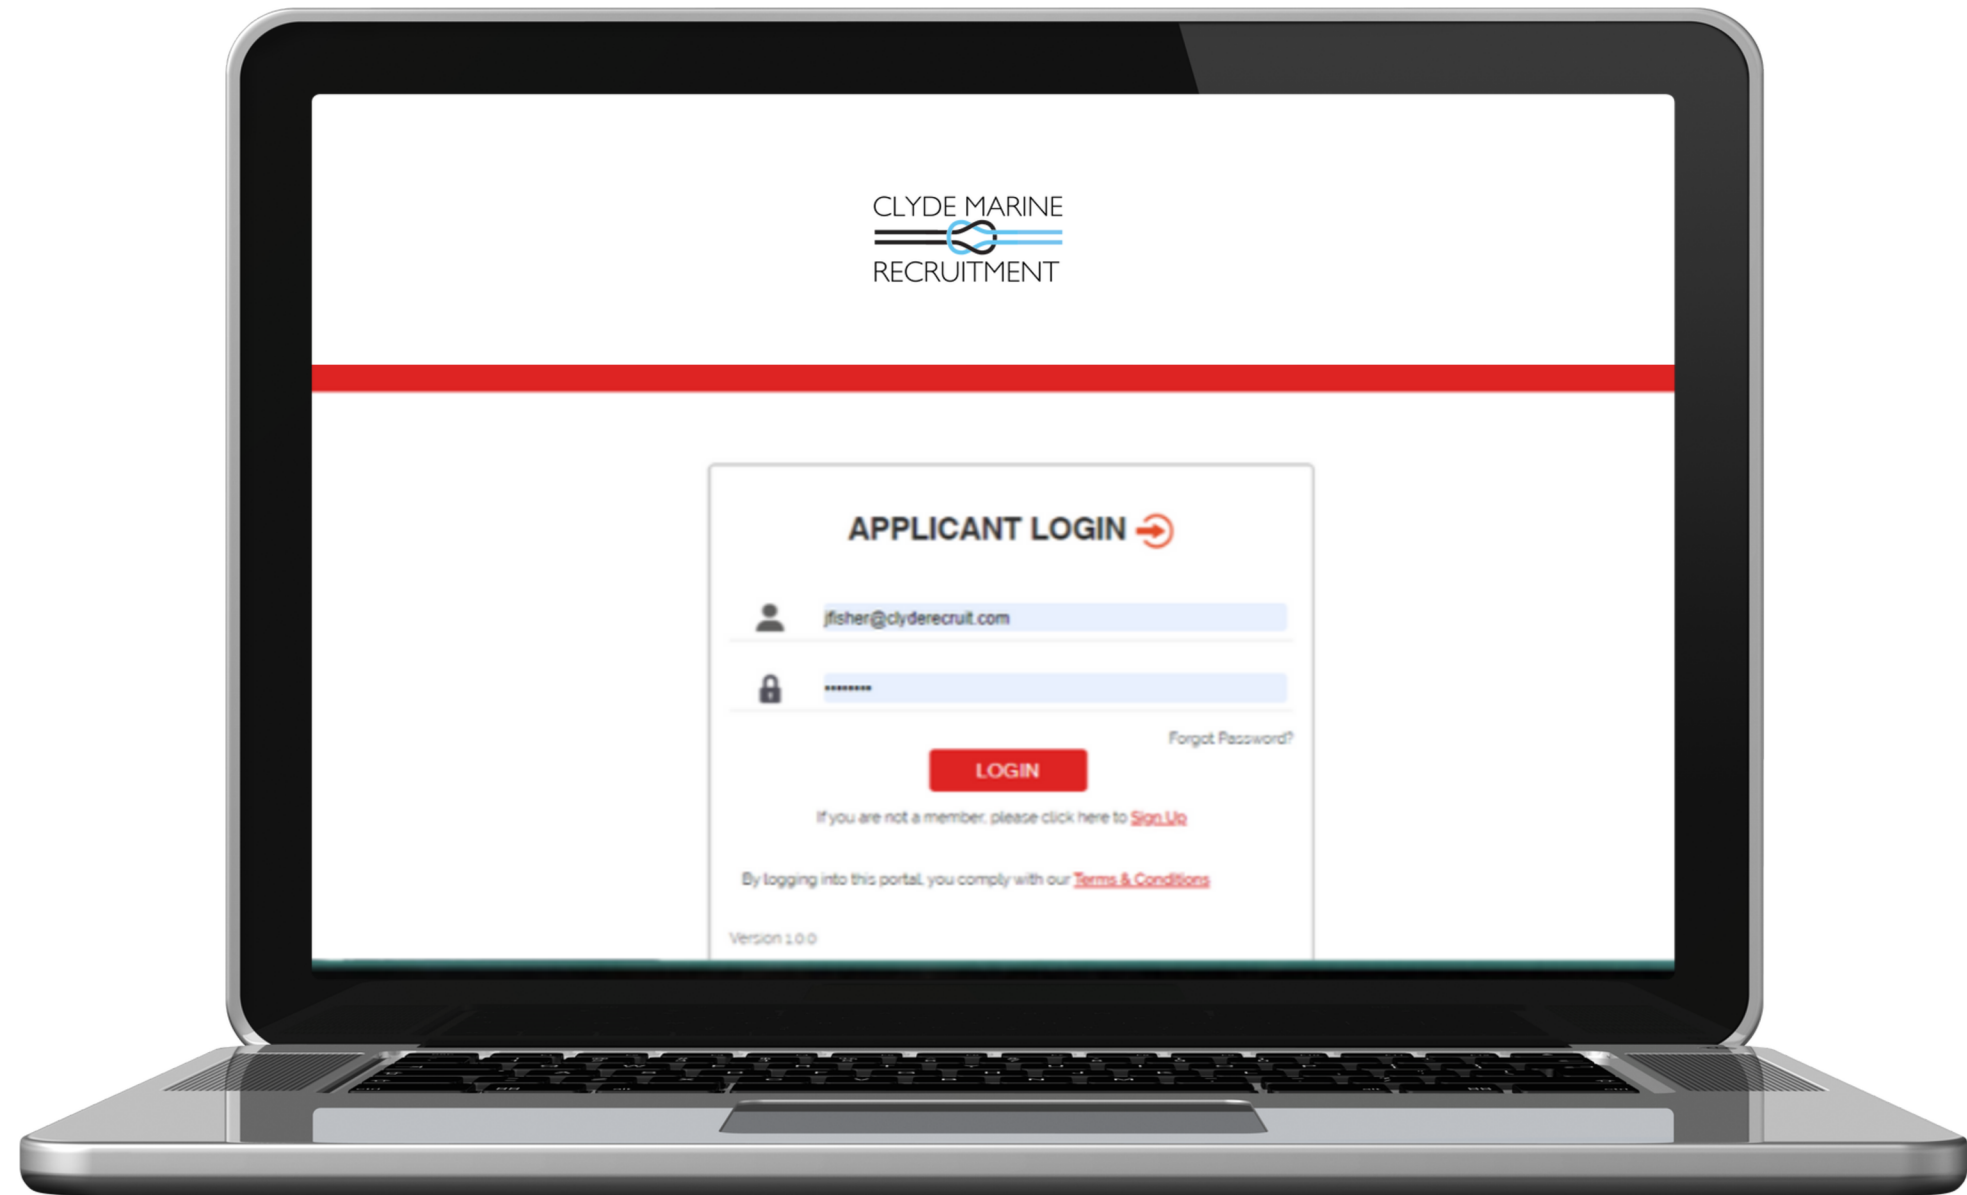 CLYDE MARINE
RECRUITMENT
APPLICANT LOGIN
jfisher@clyderecruit.com
••••••••
Forgot Password?
LOGIN
If you are not a member, please click here to Sign Up
By logging into this portal, you comply with our Terms & Conditions
Version 1.0.0